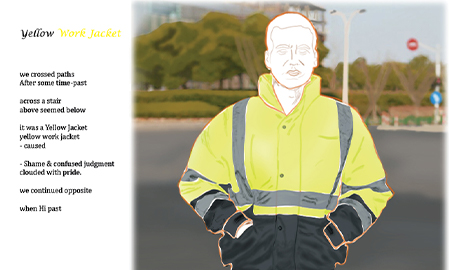 Yellow Work Jacket
we crossed paths
After some time-past
across a stair
above seemed below
it was a Yellow Jacket
yellow work jacket
- caused
- Shame & confused judgment
clouded with pride.
we continued opposite
when Hi past